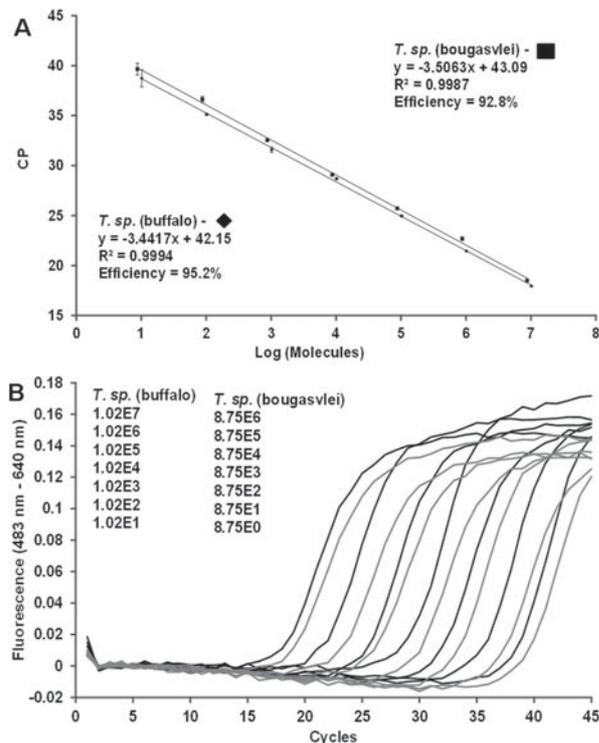 A
T. sp. (bougasvlei) -
y = -3.5063x + 43.09
R² = 0.9987
Efficiency = 92.8%
T. sp. (buffalo) -
y = -3.4417x + 42.15
R² = 0.9994
Efficiency = 95.2%
CP
45
40
35
30
25
20
15
0 1 2 3 4 5 6 7 8
Log (Molecules)
B
T. sp. (buffalo)
1.02E7
1.02E6
1.02E5
1.02E4
1.02E3
1.02E2
1.02E1
T. sp. (bougasvlei)
8.75E6
8.75E5
8.75E4
8.75E3
8.75E2
8.75E1
8.75E0
Fluorescence (483 nm - 640 nm)
0.18
0.16
0.14
0.12
0.1
0.08
0.06
0.04
0.02
0
-0.02
0 5 10 15 20 25 30 35 40 45
Cycles